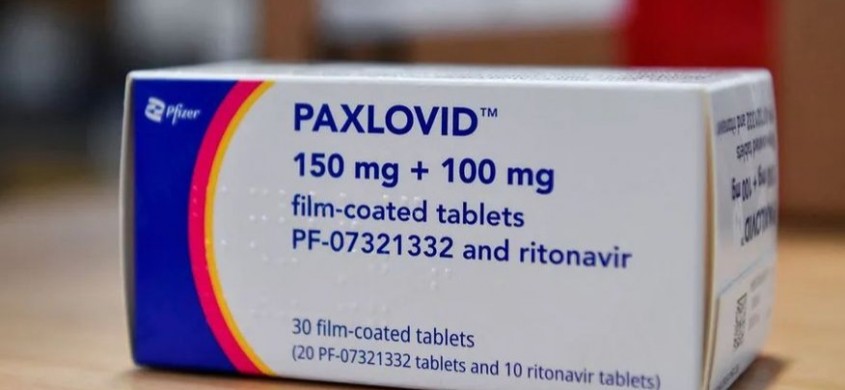 Pfizer
PAXLOVID™
150 mg + 100 mg
film-coated tablets
PF-07321332 and ritonavir
30 film-coated tablets
(20 PF-07321332 tablets and 10 ritonavir tablets)